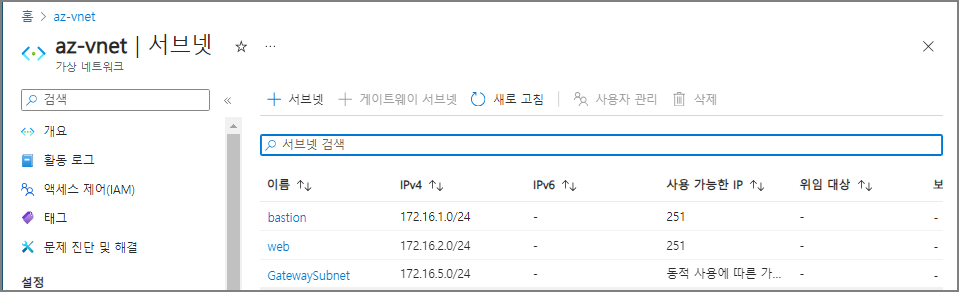 홈 > az-vnet
az-vnet | 서브넷 ☆ ...
가상 네트워크
검색 «
+ 서브넷 + 게이트웨이 서브넷 새로 고침 사용자 관리 삭제
개요
활동 로그
액세스 제어(IAM)
태그
문제 진단 및 해결
설정
서브넷 검색
이름 ↑↓ IPv4 ↑↓ IPv6 ↑↓ 사용 가능한 IP ↑↓ 위임 대상 ↑↓ 보
bastion 172.16.1.0/24 - 251 - -
web 172.16.2.0/24 - 251 - -
GatewaySubnet 172.16.5.0/24 - 동적 사용에 따른 가... - -